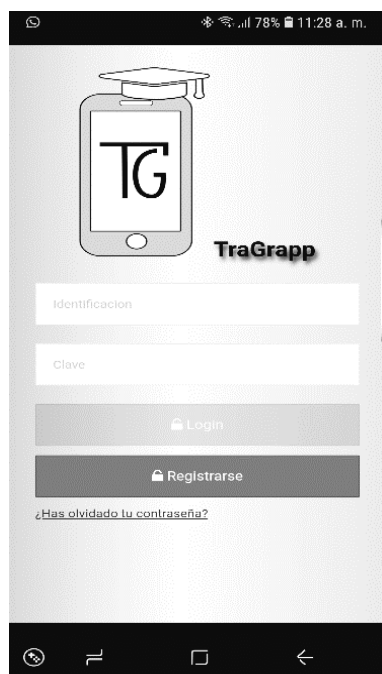 78% 11:28 a. m.
TG
TraGrapp
Identificacion
Clave
Login
Registrarse
¿Has olvidado tu contraseña?